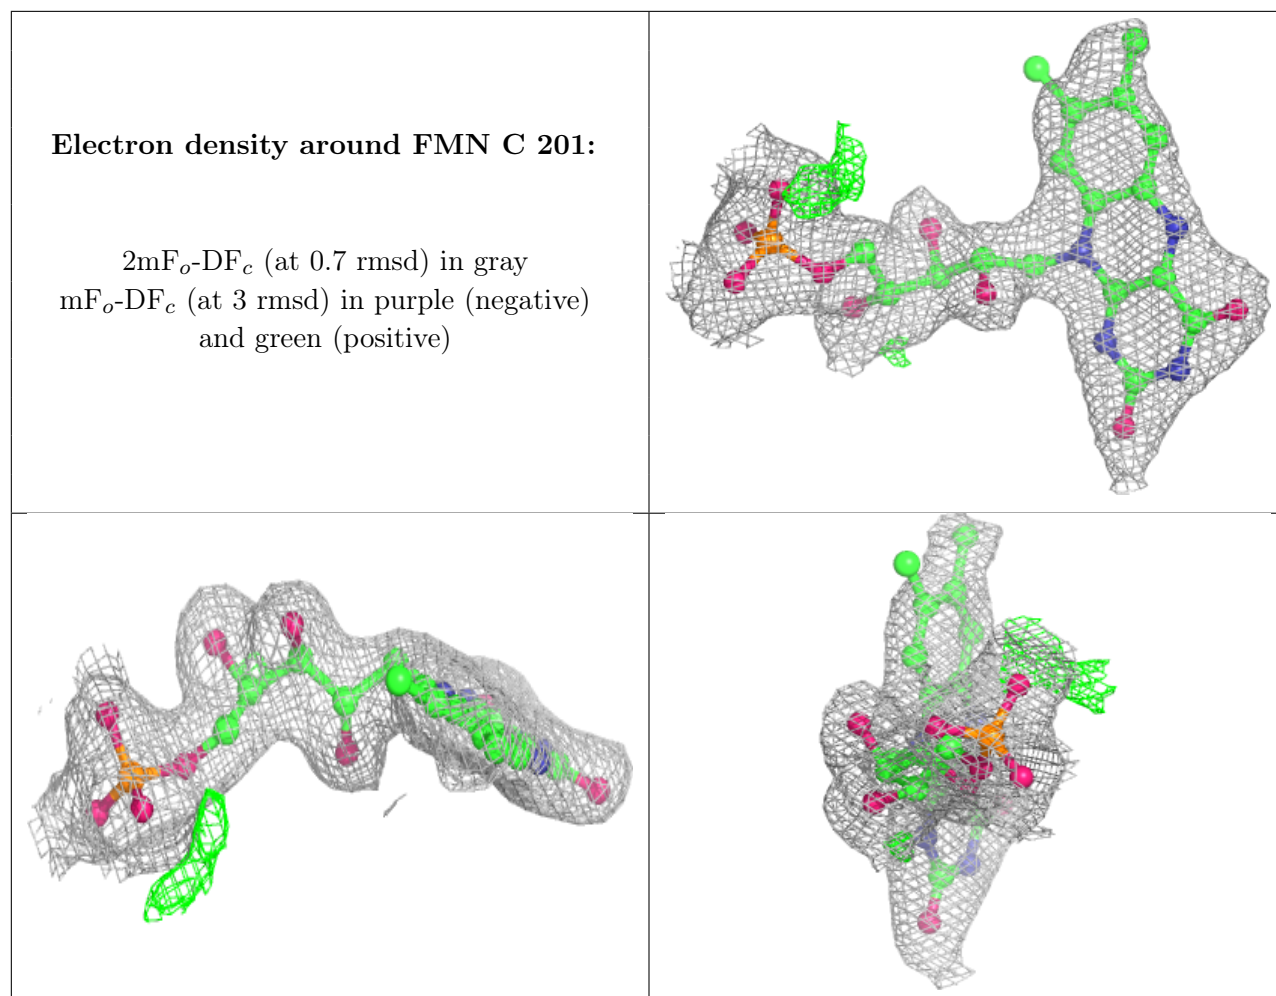 Electron density around FMN C 201:
2mFₒ-DF𝒸 (at 0.7 rmsd) in gray
mFₒ-DF𝒸 (at 3 rmsd) in purple (negative)
and green (positive)